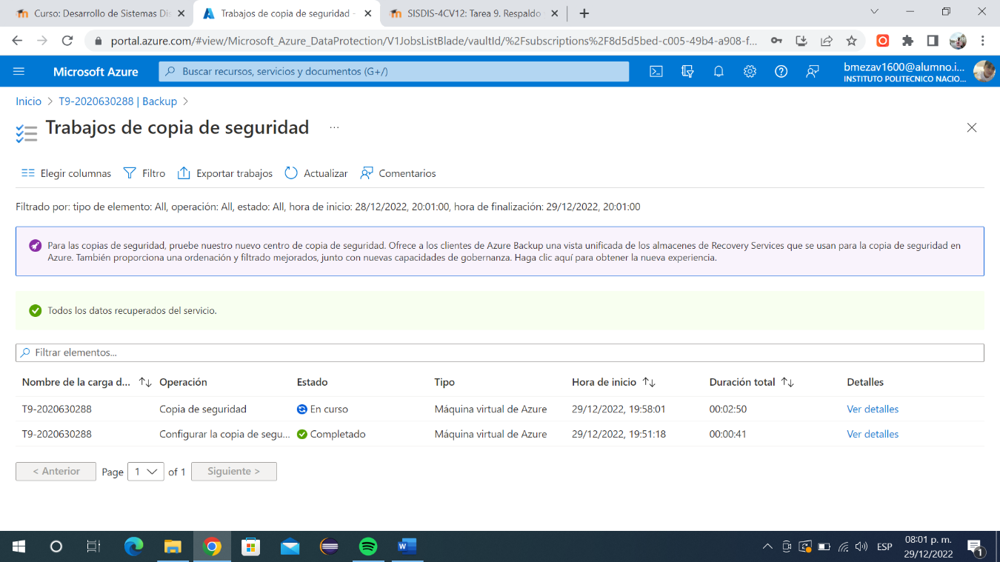 Curso: Desarrollo de Sistemas Dis
Trabajos de copia de seguridad -
SISDIS-4CV12: Tarea 9. Respaldo
portal.azure.com/#view/Microsoft_Azure_DataProtection/V1JobsListBlade/vaultId/%2Fsubscriptions%2F8d5d5bed-c005-49b4-a908-f...
Microsoft Azure
Buscar recursos, servicios y documentos (G+/)
bmezav1600@alumno.i...
INSTITUTO POLITECNICO NACIO...
Inicio > T9-2020630288 | Backup >
Trabajos de copia de seguridad ...
Elegir columnas Filtro Exportar trabajos Actualizar Comentarios
Filtrado por: tipo de elemento: All, operación: All, estado: All, hora de inicio: 28/12/2022, 20:01:00, hora de finalización: 29/12/2022, 20:01:00
Para las copias de seguridad, pruebe nuestro nuevo centro de copia de seguridad. Ofrece a los clientes de Azure Backup una vista unificada de los almacenes de Recovery Services que se usan para la copia de seguridad en
Azure. También proporciona una ordenación y filtrado mejorados, junto con nuevas capacidades de gobernanza. Haga clic aquí para obtener la nueva experiencia.
Todos los datos recuperados del servicio.
Filtrar elementos...
Nombre de la carga d... Operación Estado Tipo Hora de inicio Duración total Detalles
T9-2020630288 Copia de seguridad En curso Máquina virtual de Azure 29/12/2022, 19:58:01 00:02:50 Ver detalles
T9-2020630288 Configurar la copia de segu... Completado Máquina virtual de Azure 29/12/2022, 19:51:18 00:00:41 Ver detalles
< Anterior Page 1 of 1 Siguiente >
ESP
08:01 p. m.
29/12/2022
1